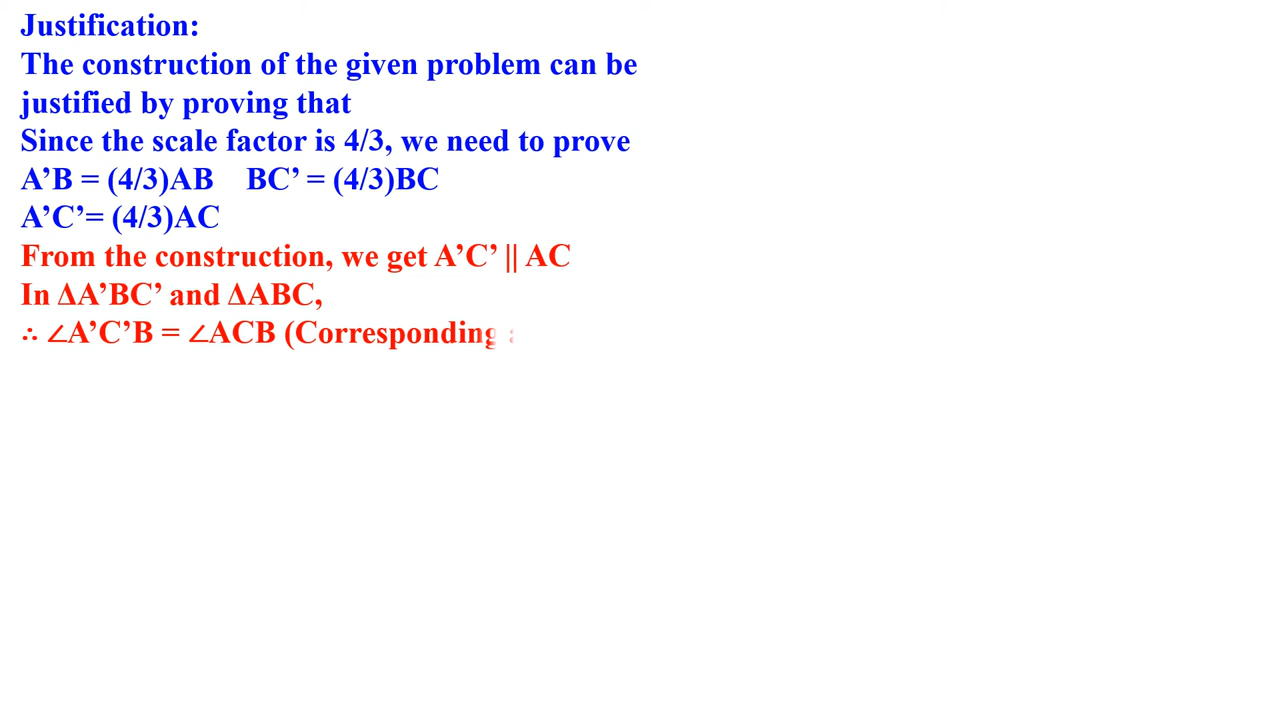 Justification:
The construction of the given problem can be
justified by proving that
Since the scale factor is 4/3, we need to prove
A’B = (4/3)AB BC’ = (4/3)BC
A’C’= (4/3)AC
From the construction, we get A’C’ || AC
In ΔA’BC’ and ΔABC,
∴ ∠A’C’B = ∠ACB (Corresponding